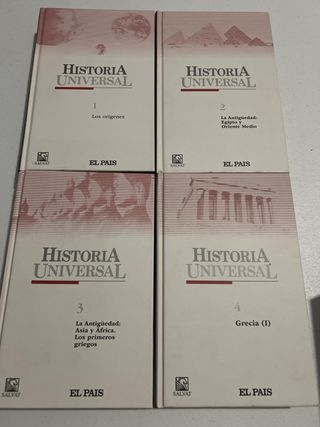 HISTORIA
UNIVERSAL
1
Los orígenes
SALVAT
EL PAIS
HISTORIA
UNIVERSAL
2
La Antigüedad:
Egipto y
Oriente Medio
SALVAT
EL PAIS
HISTORIA
UNIVERSAL
3
La Antigüedad:
Asia y África.
Los primeros
griegos
SALVAT
EL PAIS
HISTORIA
UNIVERSAL
4
Grecia (I)
SALVAT
EL PAIS